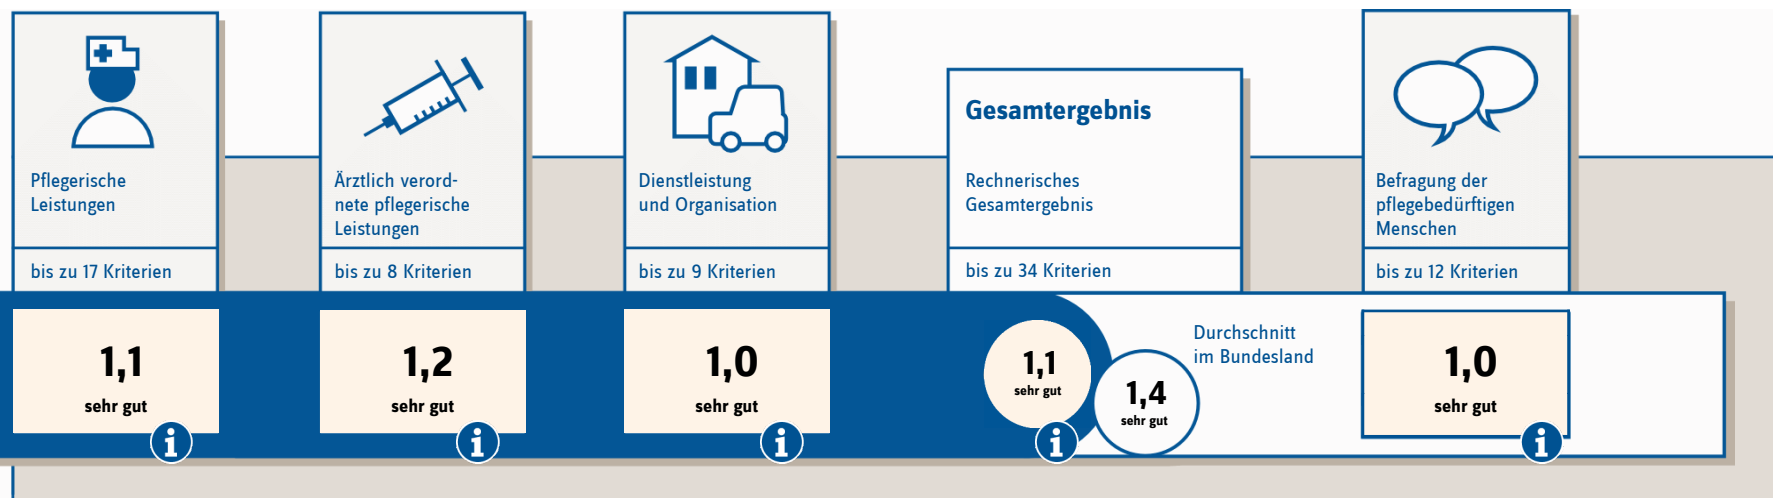 Pflegerische
Leistungen
bis zu 17 Kriterien
1,1
sehr gut
i
Ärztlich verord-
nete pflegerische
Leistungen
bis zu 8 Kriterien
1,2
sehr gut
i
Dienstleistung
und Organisation
bis zu 9 Kriterien
1,0
sehr gut
i
Gesamtergebnis
Rechnerisches
Gesamtergebnis
bis zu 34 Kriterien
1,1
sehr gut
i
1,4
sehr gut
Durchschnitt
im Bundesland
Befragung der
pflegebedürftigen
Menschen
bis zu 12 Kriterien
1,0
sehr gut
i